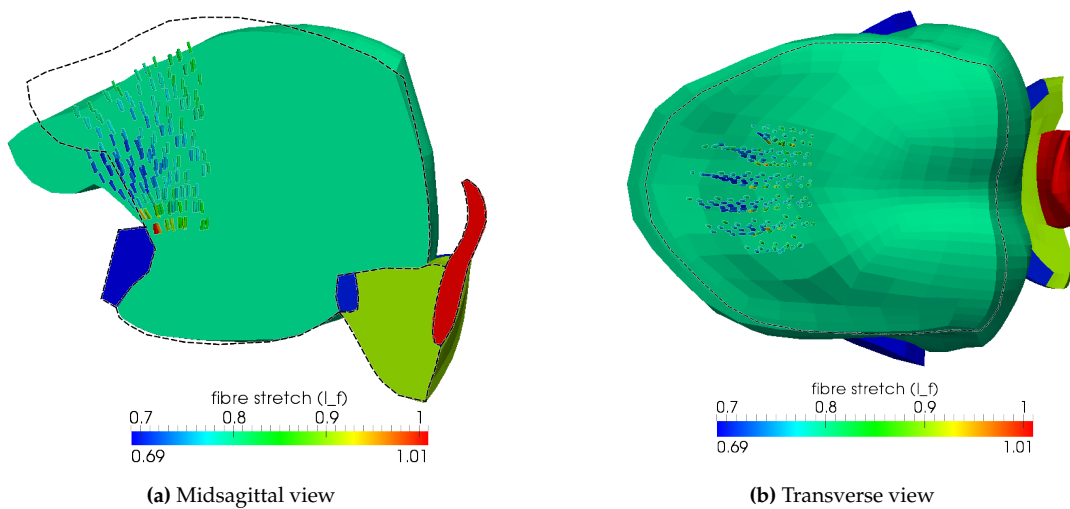 fibre stretch (l_f)
0.7 0.8 0.9 1
0.69 1.01
(a) Midsagittal view
fibre stretch (l_f)
0.7 0.8 0.9 1
0.69 1.01
(b) Transverse view